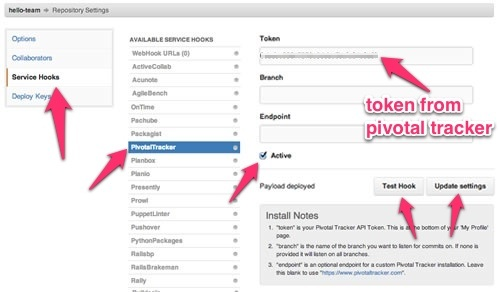 hello-team → Repository Settings
Options
Collaborators
Service Hooks
Deploy Keys
AVAILABLE SERVICE HOOKS
WebHook URLs (0)
ActiveCollab
Acunote
AgileBench
OnTime
Pachube
Packagist
PivotalTracker
Planbox
Planio
Presently
Prowl
PuppetLinter
Pushover
PythonPackages
Railsbp
RailsBrakeman
Rally
Token
Branch
Endpoint
Active
token from
pivotal tracker
Payload deployed
Test Hook
Update settings
Install Notes
1. "token" is your Pivotal Tracker API Token. This is at the bottom of your 'My Profile'
page.
2. "branch" is the name of the branch you want to listen for commits on. If none is
provided it will listen on all branches.
3. "endpoint" is an optional endpoint for a custom Pivotal Tracker installation. Leave
this blank to use "https://www.pivotaltracker.com".